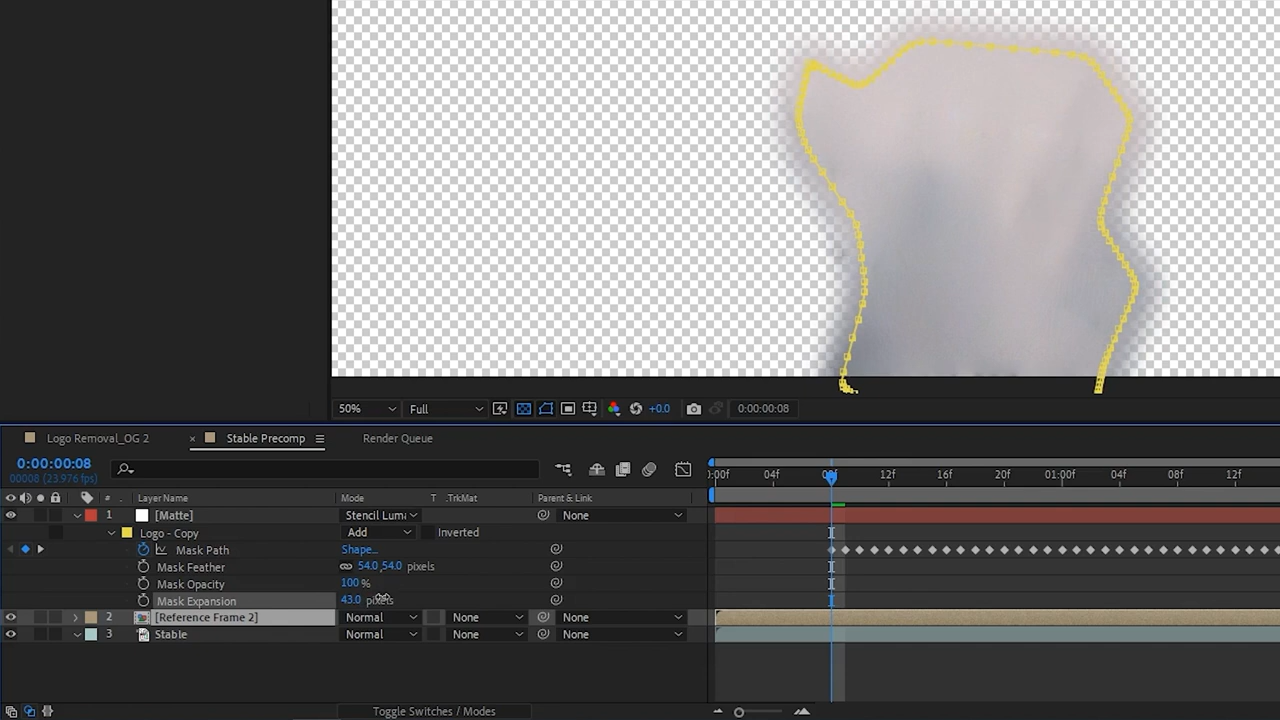 50% Full +0.0 0:00:00:08
Logo Removal_OG 2 × Stable Precomp Render Queue
0:00:00:08
00008 (23.976 fps)
:00f 04f 12f 16f 01:00f 04f 08f 12f
# Layer Name Mode T .TrkMat Parent & Link
1 [Matte] Stencil Luma None
Logo - Copy Add Inverted
Mask Path Shape...
Mask Feather 54.0,54.0 pixels
Mask Opacity 100 %
Mask Expansion 43.0 pixels
2 [Reference Frame 2] Normal None None
3 Stable Normal None None
Toggle Switches / Modes